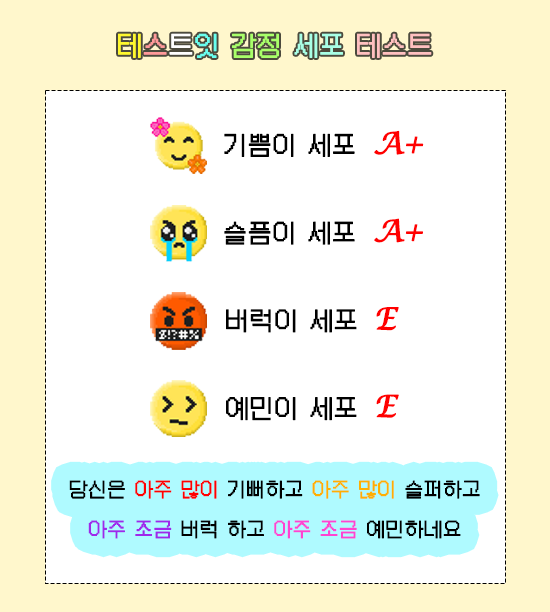 테스트잇 감정 세포 테스트
기쁨이 세포 A+
슬픔이 세포 A+
버럭이 세포 E
&!?#%
예민이 세포 E
당신은 아주 많이 기뻐하고 아주 많이 슬퍼하고
아주 조금 버럭 하고 아주 조금 예민하네요